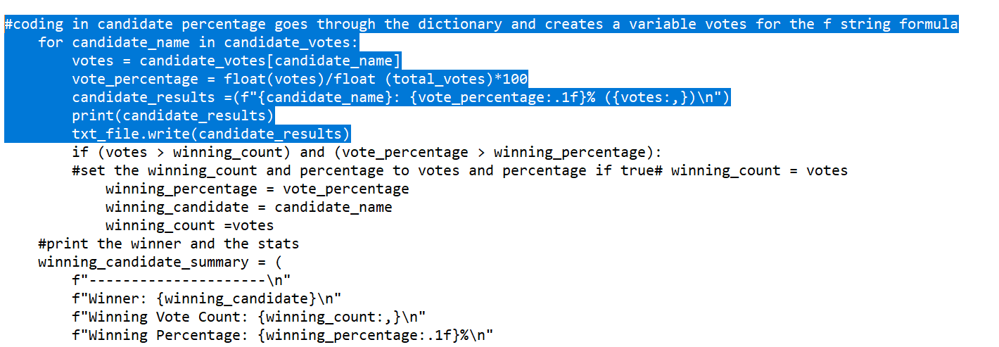 #coding in candidate percentage goes through the dictionary and creates a variable votes for the f string formula
    for candidate_name in candidate_votes:
        votes = candidate_votes[candidate_name]
        vote_percentage = float(votes)/float (total_votes)*100
        candidate_results =(f"{candidate_name}: {vote_percentage:.1f}% ({votes:,})\n")
        print(candidate_results)
        txt_file.write(candidate_results)
        if (votes > winning_count) and (vote_percentage > winning_percentage):
        #set the winning_count and percentage to votes and percentage if true# winning_count = votes
            winning_percentage = vote_percentage
            winning_candidate = candidate_name
            winning_count =votes
    #print the winner and the stats
    winning_candidate_summary = (
        f"---------------------\n"
        f"Winner: {winning_candidate}\n"
        f"Winning Vote Count: {winning_count:,}\n"
        f"Winning Percentage: {winning_percentage:.1f}%\n"